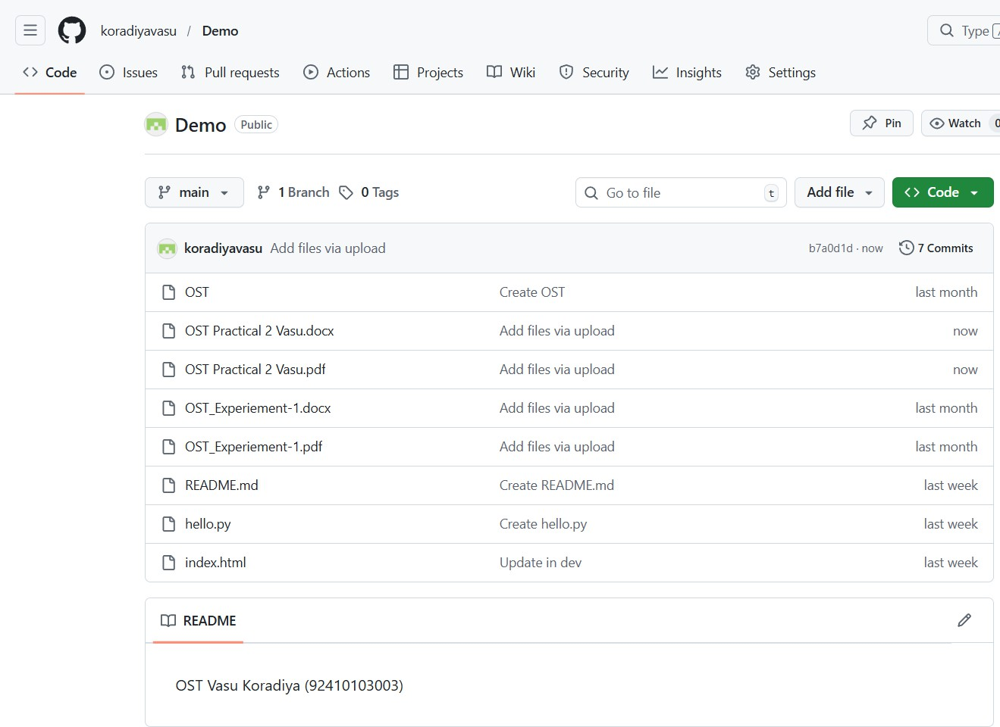 koradiyavasu / Demo
Type
Code Issues Pull requests Actions Projects Wiki Security Insights Settings
Demo Public Pin Watch 0
main 1 Branch 0 Tags Go to file t Add file Code
koradiyavasu Add files via upload b7a0d1d · now 7 Commits
OST Create OST last month
OST Practical 2 Vasu.docx Add files via upload now
OST Practical 2 Vasu.pdf Add files via upload now
OST_Experiement-1.docx Add files via upload last month
OST_Experiement-1.pdf Add files via upload last month
README.md Create README.md last week
hello.py Create hello.py last week
index.html Update in dev last week
README
OST Vasu Koradiya (92410103003)